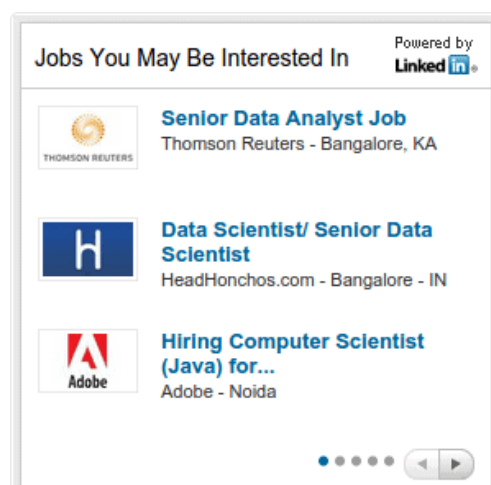 Jobs You May Be Interested In
Powered by
Linked in®
Senior Data Analyst Job
Thomson Reuters - Bangalore, KA
THOMSON REUTERS
Data Scientist/ Senior Data
Scientist
HeadHonchos.com - Bangalore - IN
H
Hiring Computer Scientist
(Java) for...
Adobe - Noida
Adobe